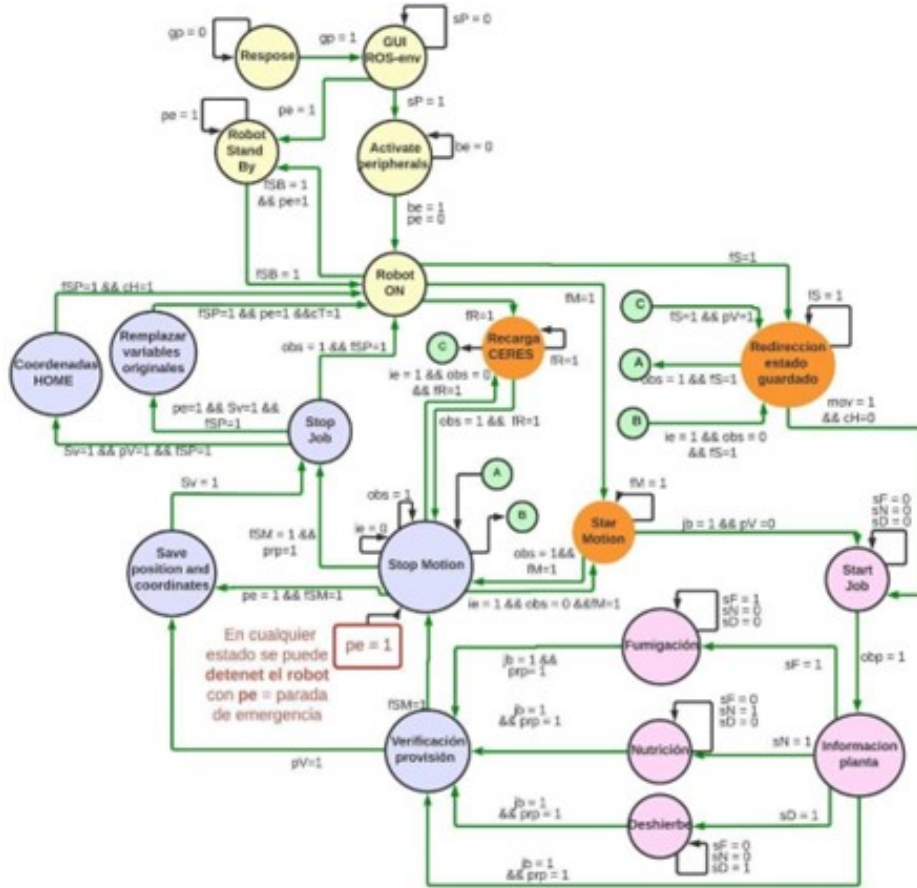 gp = 0
Respose
gp = 1
GUI
ROS-env
sP = 0
pe = 1
Robot
Stand
By
pe = 1
sP = 1
Activate
peripherals
be = 0
fSB = 1
&& pe=1
be = 1
pe = 0
fSB = 1
Robot
ON
fS=1
fSP=1 && cH=1
fSP=1 && pe=1 &&cT=1
fM=1
fR=1
C
fS=1 && pV=1
fS = 1
Coordenadas
HOME
Remplazar
variables
originales
obs = 1 && fSP=1
C
Recarga
CERES
fR=1
A
obs = 1 && fS=1
Redireccion
estado
guardado
ie = 1 && obs = 0
&& fR=1
obs = 1 && fR=1
B
ie = 1 && obs = 0
&& fS=1
mov = 1
&& cH=0
pe=1 && Sv=1 &&
fSP=1
Stop
Job
Sv=1 && pV=1 && fSP=1
Sv = 1
obs = 1
A
ie = 0
B
fM = 1
sF = 0
sN = 0
sD = 0
fSM = 1 &&
prp=1
Save
position and
coordinates
Stop Motion
obs = 1&&
fM=1
Star
Motion
jb = 1 && pV =0
Start
Job
pe = 1 && fSM=1
ie = 1 && obs = 0 &&fM=1
En cualquier
estado se puede
detenet el robot
con pe = parada
de emergencia
pe = 1
sF = 1
sN = 0
sD = 0
Fumigación
sF = 1
obp = 1
jb = 1 &&
prp= 1
fSM=1
jb = 1
&& prp = 1
sF = 0
sN = 1
sD = 0
Verificación
provisión
Nutrición
sN = 1
Informacion
planta
pV=1
jb = 1
&& prp = 1
Deshierbe
sD = 1
sF = 0
sN = 0
sD = 1
jb = 1
&& prp = 1